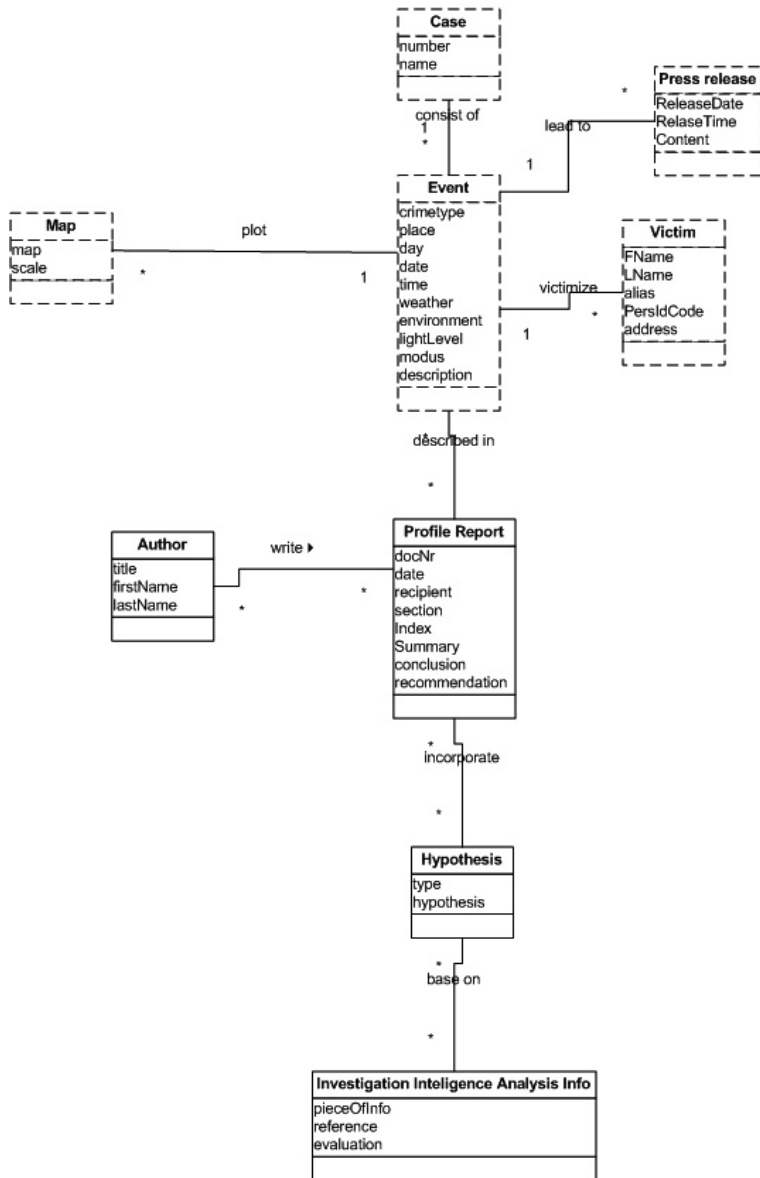 Case
number
name
consist of
1
*
Press release
ReleaseDate
RelaseTime
Content
lead to
*
1
Event
crimetype
place
day
date
time
weather
environment
lightLevel
modus
description
Map
map
scale
plot
*
1
Victim
FName
LName
alias
PersIdCode
address
victimize
*
1
*
described in
*
Author
title
firstName
lastName
write
*
*
Profile Report
docNr
date
recipient
section
Index
Summary
conclusion
recommendation
*
incorporate
*
Hypothesis
type
hypothesis
*
base on
*
Investigation Inteligence Analysis Info
pieceOfInfo
reference
evaluation